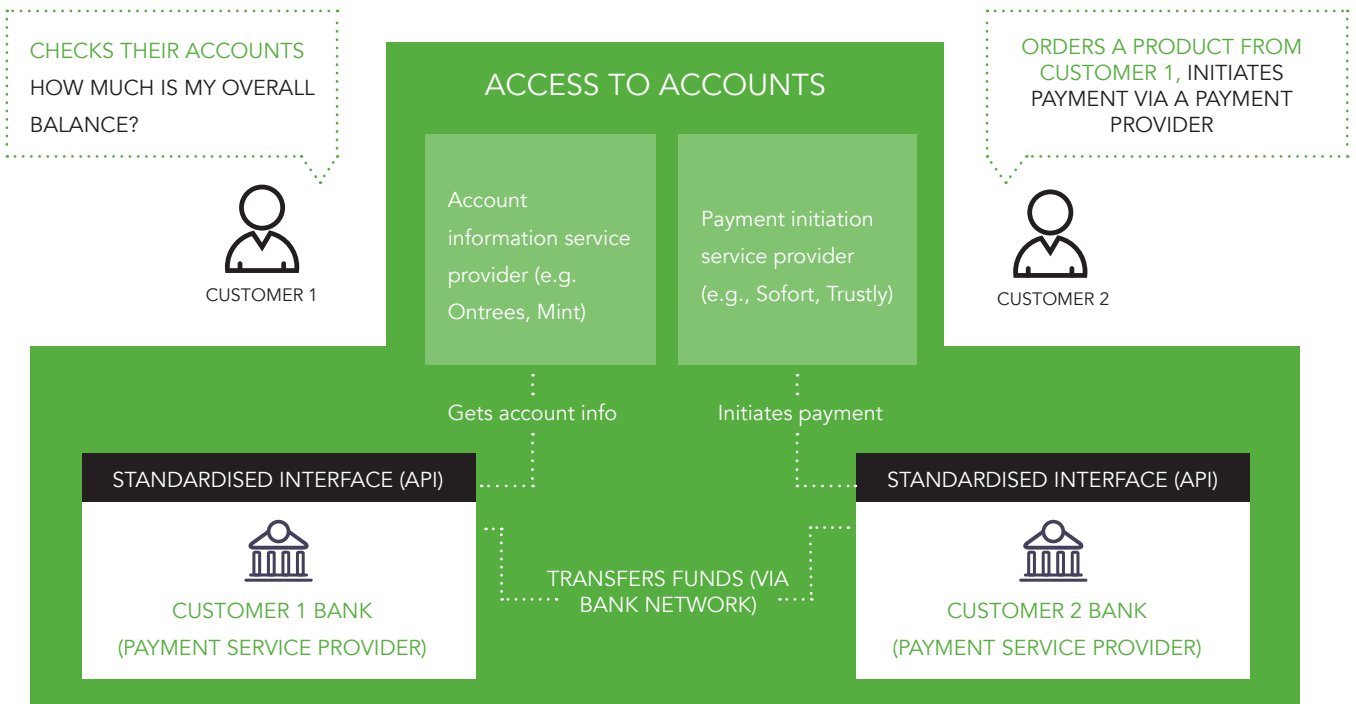 CHECKS THEIR ACCOUNTS
HOW MUCH IS MY OVERALL
BALANCE?
CUSTOMER 1
ACCESS TO ACCOUNTS
Account
information service
provider (e.g.
Ontrees, Mint)
Payment initiation
service provider
(e.g., Sofort, Trustly)
ORDERS A PRODUCT FROM
CUSTOMER 1, INITIATES
PAYMENT VIA A PAYMENT
PROVIDER
CUSTOMER 2
Gets account info
Initiates payment
STANDARDISED INTERFACE (API)
CUSTOMER 1 BANK
(PAYMENT SERVICE PROVIDER)
TRANSFERS FUNDS (VIA
BANK NETWORK)
STANDARDISED INTERFACE (API)
CUSTOMER 2 BANK
(PAYMENT SERVICE PROVIDER)